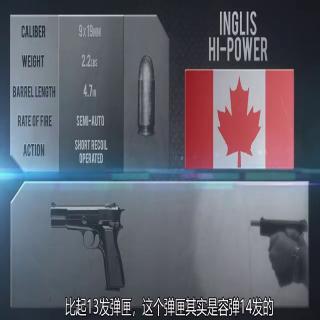 INGLIS
HI-POWER
CALIBER 9x19MM
WEIGHT 2.2LBS
BARREL LENGTH 4.7IN
RATE OF FIRE SEMI-AUTO
ACTION SHORT RECOIL
OPERATED
比起13发弹匣，这个弹匣其实是容弹14发的